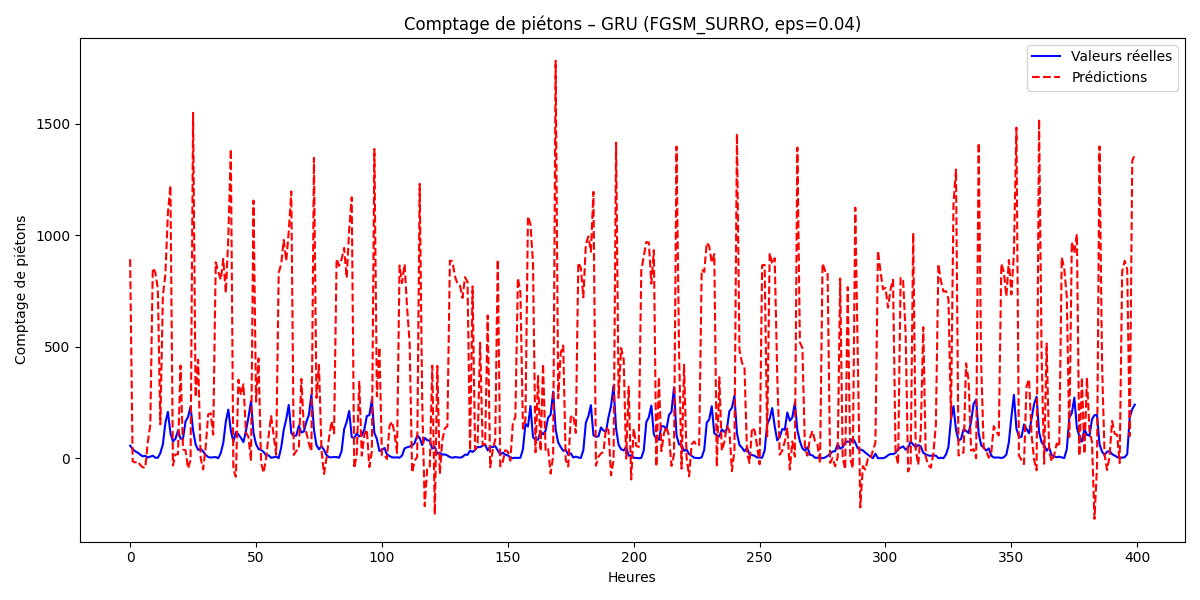 Comptage de piétons – GRU (FGSM_SURRO, eps=0.04)
Valeurs réelles
Prédictions
Comptage de piétons
1500
1000
500
0
0 50 100 150 200 250 300 350 400
Heures